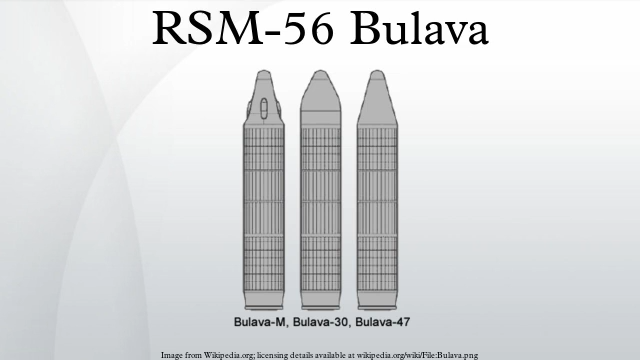 RSM-56 Bulava
Bulava-M, Bulava-30, Bulava-47
Image from Wikipedia.org; licensing details available at wikipedia.org/wiki/File:Bulava.png